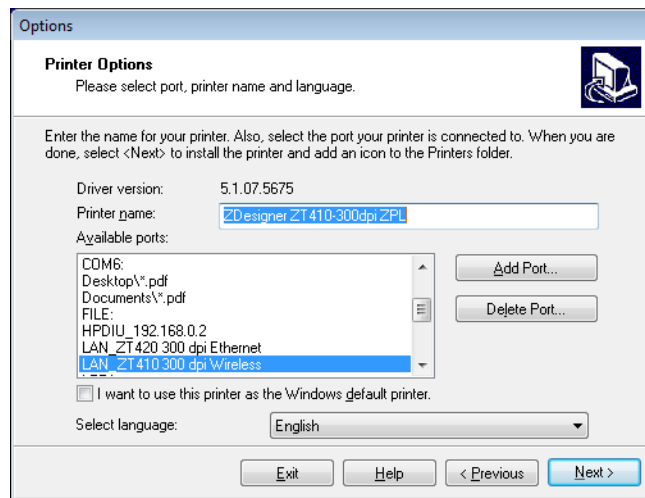 Options
Printer Options
Please select port, printer name and language.
Enter the name for your printer. Also, select the port your printer is connected to. When you are
done, select <Next> to install the printer and add an icon to the Printers folder.
Driver version: 5.1.07.5675
Printer name: ZDesigner ZT410-300dpi ZPL
Available ports:
COM6:
Desktop\*.pdf
Documents\*.pdf
FILE:
HPDIU_192.168.0.2
LAN_ZT420 300 dpi Ethernet
LAN_ZT410 300 dpi Wireless
Add Port...
Delete Port...
I want to use this printer as the Windows default printer.
Select language: English
Exit Help < Previous Next >